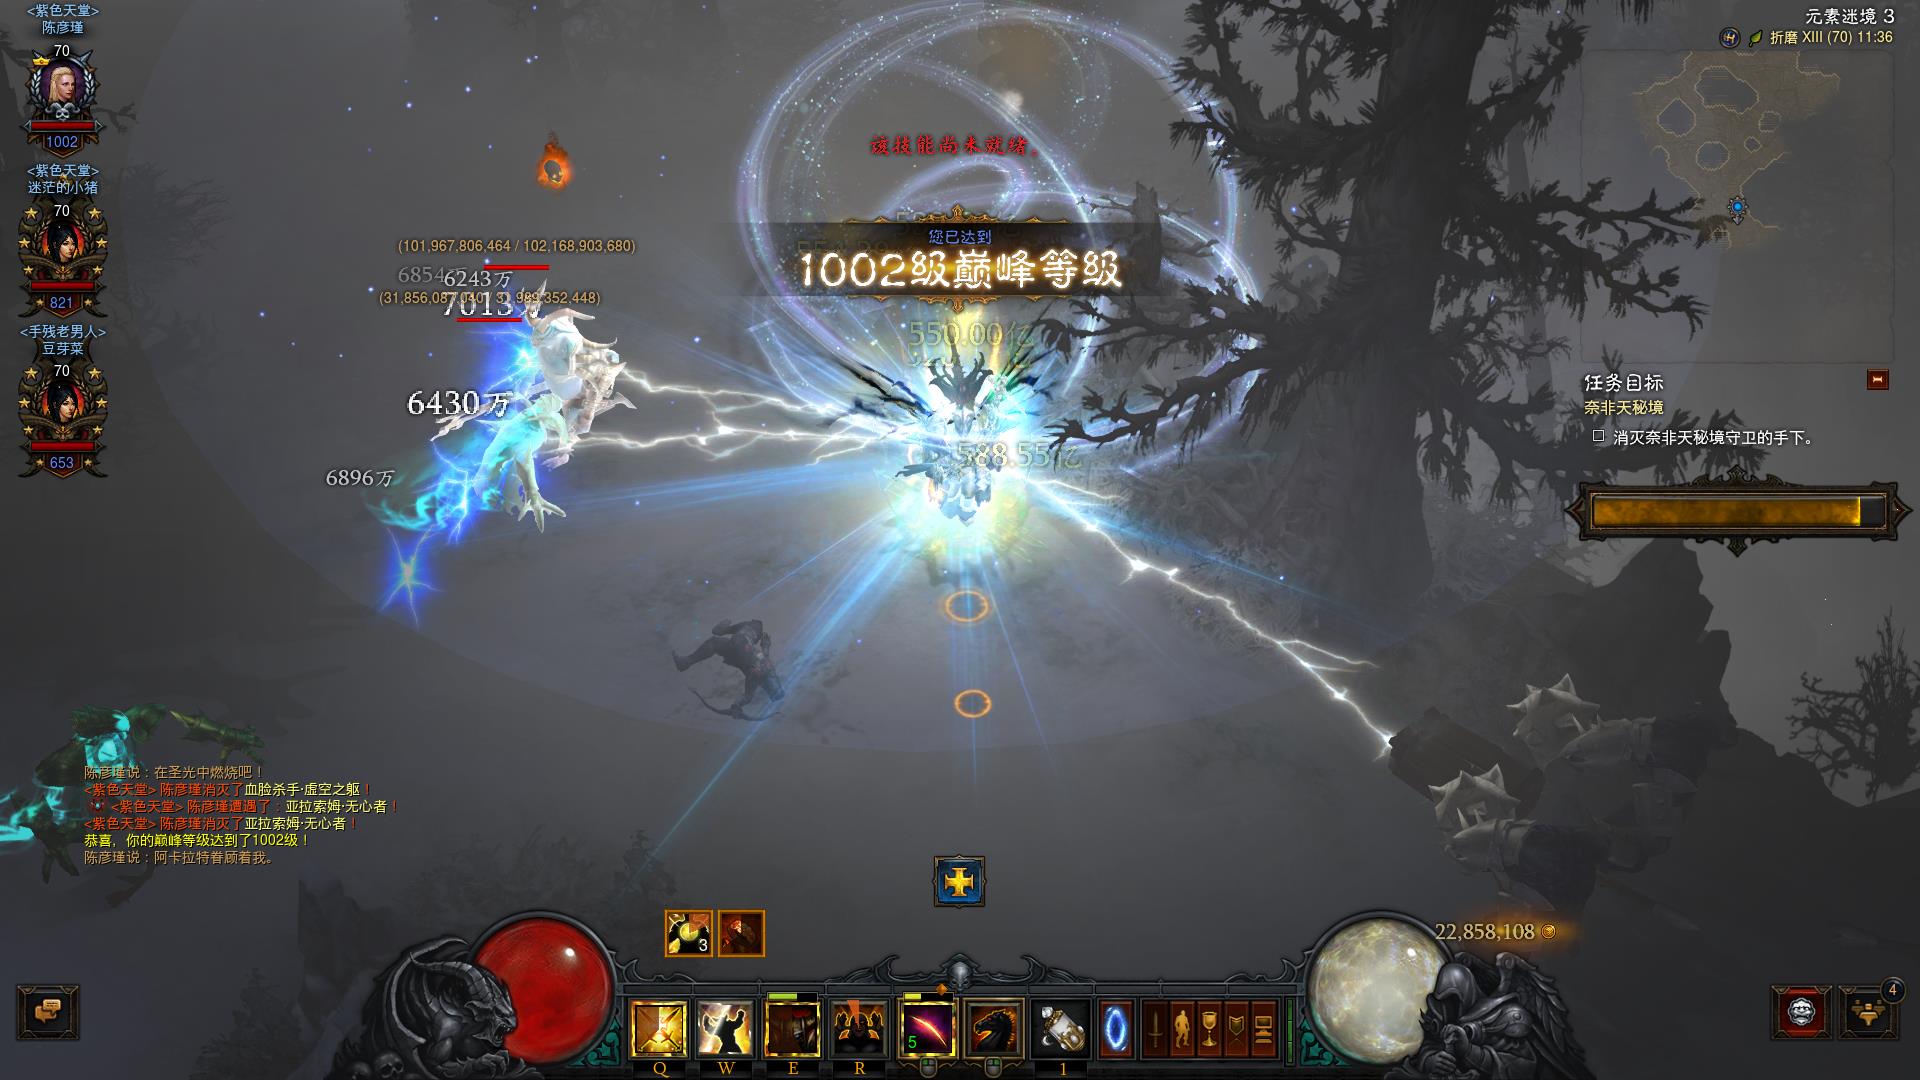 <紫色天堂>
陈彦瑾
70
1002
<紫色天堂>
迷茫的小猪
70
821
<手残老男人>
豆芽菜
70
653
元素迷境 3
折磨 XIII (70) 11:36
该技能尚未就绪。
您已达到
1002级巅峰等级
(101,967,806,464 / 102,168,903,680)
6243万
7013万
6430万
6896万
550.00亿
588.55亿
任务目标
奈非天秘境
消灭奈非天秘境守卫的手下。
陈彦瑾说：在圣光中燃烧吧！
<紫色天堂> 陈彦瑾消灭了血脸杀手·虚空之躯！
<紫色天堂> 陈彦瑾遭遇了：亚拉索姆·无心者！
<紫色天堂> 陈彦瑾消灭了亚拉索姆·无心者！
恭喜，你的巅峰等级达到了1002级！
陈彦瑾说：阿卡拉特眷顾着我。
3
22,858,108
5
4
Q W E R 1